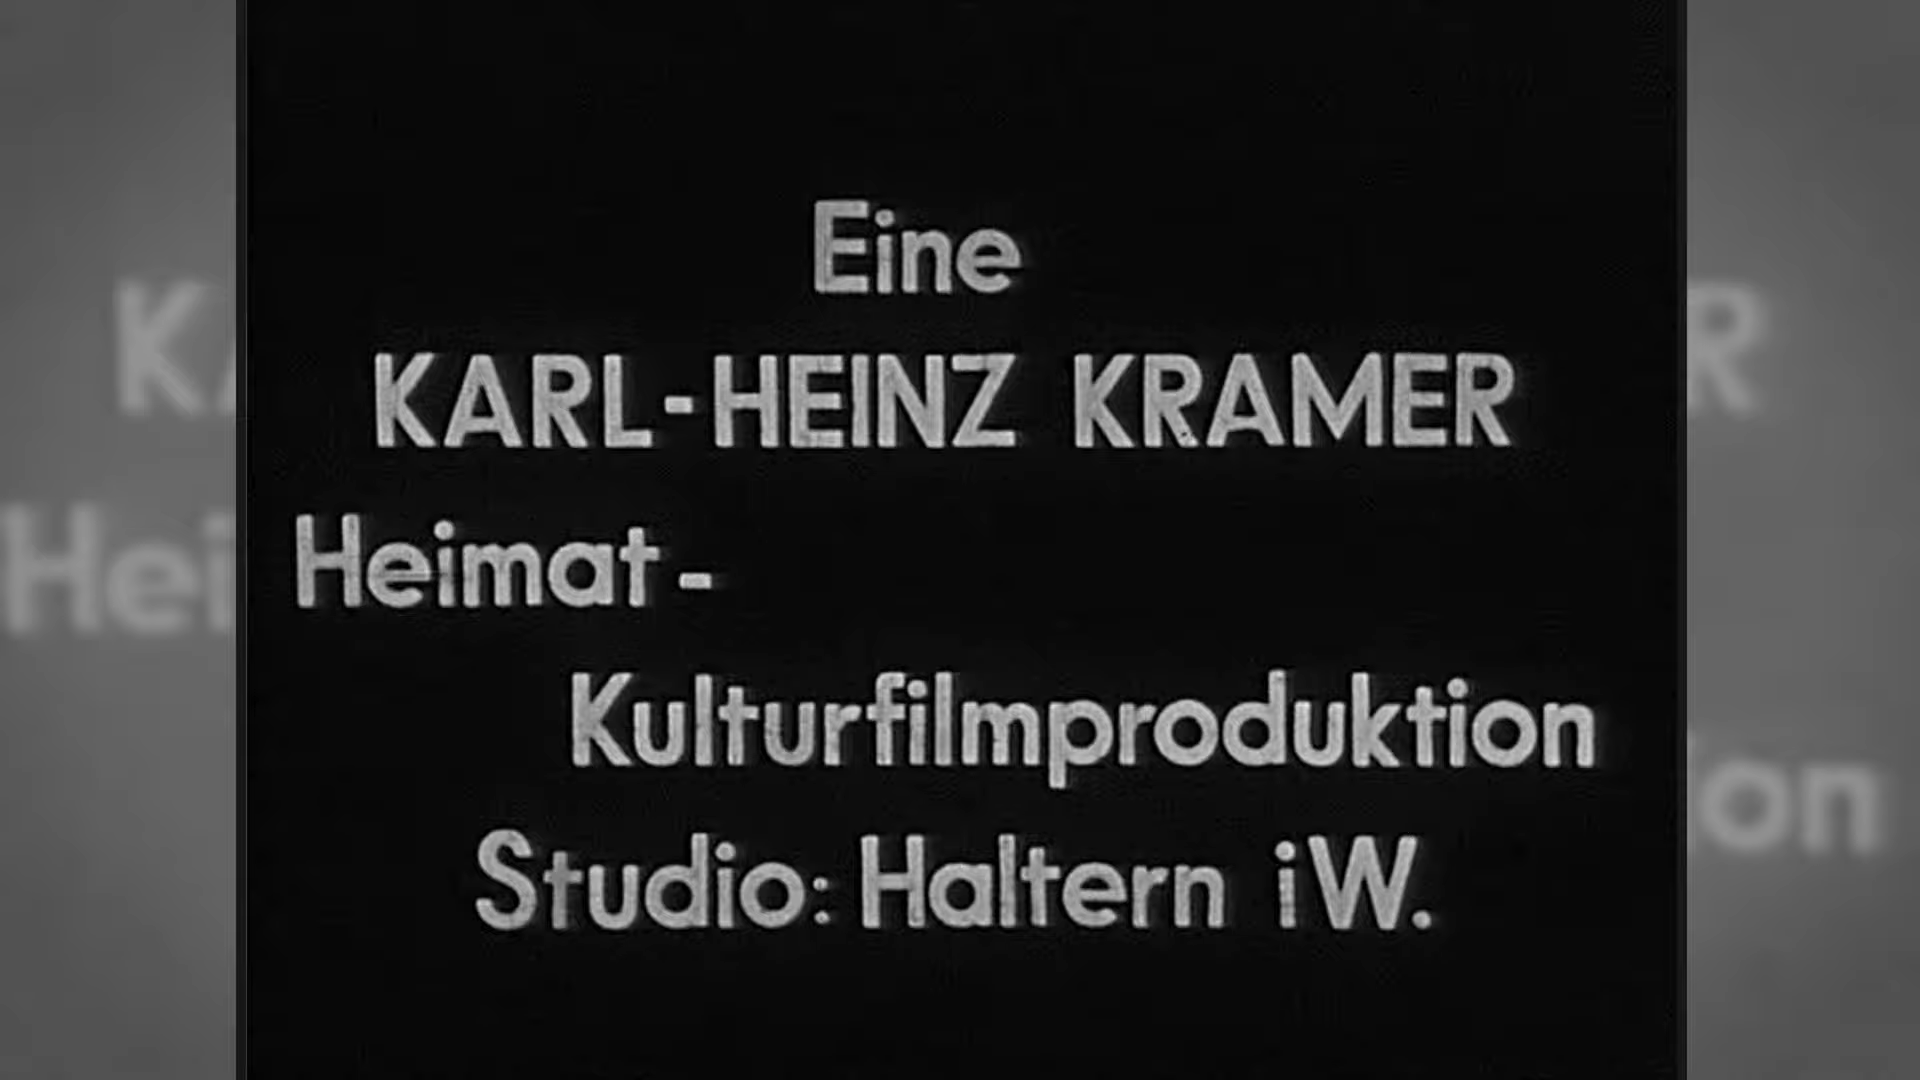 Eine
KARL-HEINZ KRAMER
Heimat-
Kulturfilmproduktion
Studio: Haltern iW.